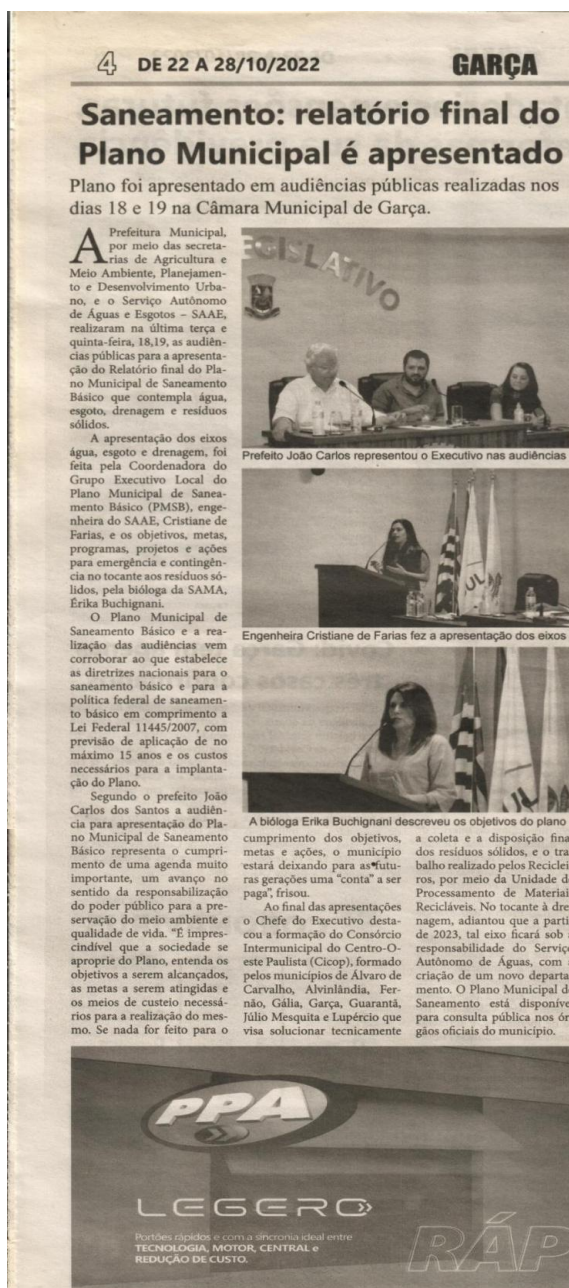 4 DE 22 A 28/10/2022 GARÇA
Saneamento: relatório final do
Plano Municipal é apresentado
Plano foi apresentado em audiências públicas realizadas nos
dias 18 e 19 na Câmara Municipal de Garça.
A Prefeitura Municipal,
por meio das secreta-
rias de Agricultura e
Meio Ambiente, Planejamen-
to e Desenvolvimento Urba-
no, e o Serviço Autônomo
de Águas e Esgotos – SAAE,
realizaram na última terça e
quinta-feira, 18,19, as audiên-
cias públicas para a apresenta-
ção do Relatório final do Pla-
no Municipal de Saneamento
Básico que contempla água,
esgoto, drenagem e resíduos
sólidos.
A apresentação dos eixos
água, esgoto e drenagem, foi
feita pela Coordenadora do
Grupo Executivo Local do
Plano Municipal de Sanea-
mento Básico (PMSB), enge-
nheira do SAAE, Cristiane de
Farias, e os objetivos, metas,
programas, projetos e ações
para emergência e contingên-
cia no tocante aos resíduos só-
lidos, pela bióloga da SAMA,
Érika Buchignani.
O Plano Municipal de
Saneamento Básico e a rea-
lização das audiências vem
corroborar ao que estabelece
as diretrizes nacionais para o
saneamento básico e para a
política federal de saneamen-
to básico em comprimento a
Lei Federal 11445/2007, com
previsão de aplicação de no
máximo 15 anos e os custos
necessários para a implanta-
ção do Plano.
Segundo o prefeito João
Carlos dos Santos a audiên-
cia para apresentação do Pla-
no Municipal de Saneamento
Básico representa o cumpri-
mento de uma agenda muito
importante, um avanço no
sentido da responsabilização
do poder público para a pre-
servação do meio ambiente e
qualidade de vida. "É impres-
cindível que a sociedade se
aproprie do Plano, entenda os
objetivos a serem alcançados,
as metas a serem atingidas e
os meios de custeio necessá-
rios para a realização do mes-
mo. Se nada for feito para o
EGISLATIVO
Prefeito João Carlos representou o Executivo nas audiências
Engenheira Cristiane de Farias fez a apresentação dos eixos
A bióloga Erika Buchignani descreveu os objetivos do plano
cumprimento dos objetivos,
metas e ações, o município
estará deixando para as futu-
ras gerações uma "conta" a ser
paga", frisou.
Ao final das apresentações
o Chefe do Executivo desta-
cou a formação do Consórcio
Intermunicipal do Centro-O-
este Paulista (Cicop), formado
pelos municípios de Álvaro de
Carvalho, Alvinlândia, Fer-
não, Gália, Garça, Guarantã,
Júlio Mesquita e Lupércio que
visa solucionar tecnicamente
a coleta e a disposição fina
dos resíduos sólidos, e o tra
balho realizado pelos Reciclei
ros, por meio da Unidade d
Processamento de Materiai
Recicláveis. No tocante à dre
nagem, adiantou que a parti
de 2023, tal eixo ficará sob
responsabilidade do Serviç
Autônomo de Águas, com
criação de um novo departa
mento. O Plano Municipal d
Saneamento está disponíve
para consulta pública nos ór
gãos oficiais do município.
PPA
LEGERO
Portões rápidos e com a sincronia ideal entre
TECNOLOGIA, MOTOR, CENTRAL e
REDUÇÃO DE CUSTO.
RÁP